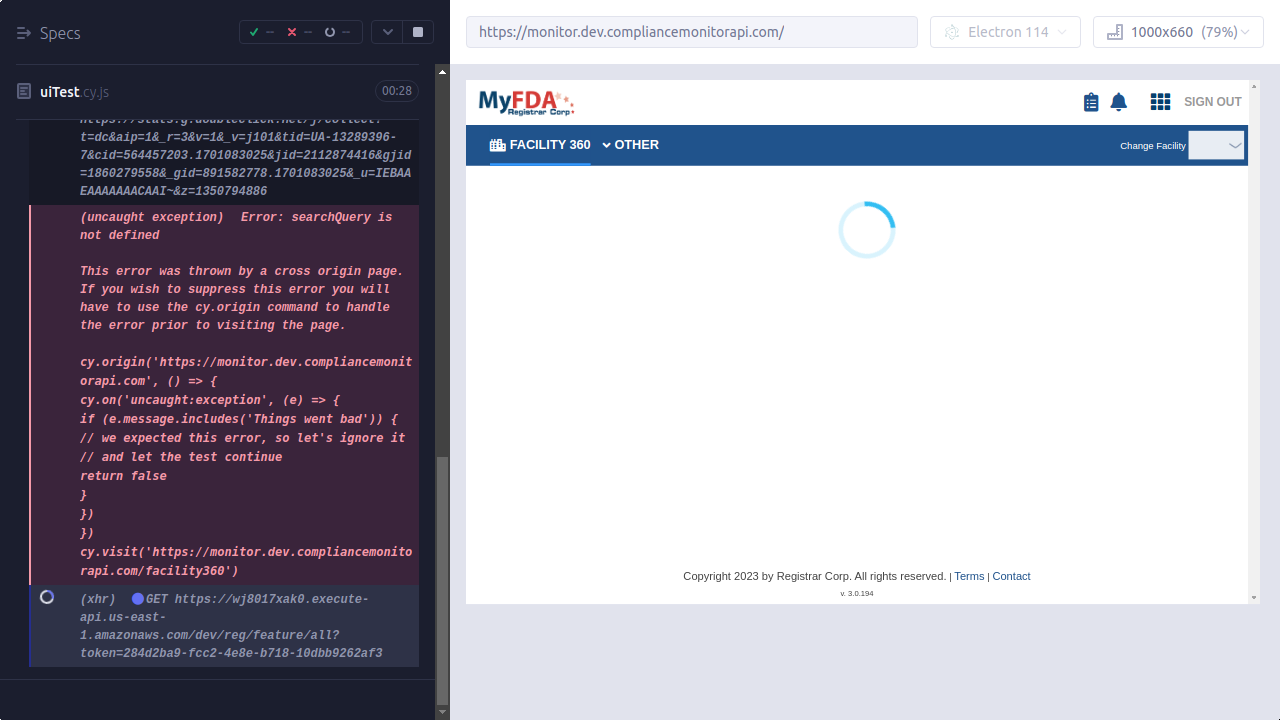 Specs
--
--
--
uiTest.cy.js
00:28
https://stats.g.doubleclick.net/j/collect?
t=dc&aip=1&_r=3&v=1&_v=j101&tid=UA-13289396-
7&cid=564457203.1701083025&jid=2112874416&gjid
=1860279558&_gid=891582778.1701083025&_u=IEBAA
EAAAAAAACAAI~&z=1350794886
(uncaught exception) Error: searchQuery is
not defined
This error was thrown by a cross origin page.
If you wish to suppress this error you will
have to use the cy.origin command to handle
the error prior to visiting the page.
cy.origin('https://monitor.dev.compliancemonit
orapi.com', () => {
cy.on('uncaught:exception', (e) => {
if (e.message.includes('Things went bad')) {
// we expected this error, so let's ignore it
// and let the test continue
return false
}
})
})
cy.visit('https://monitor.dev.compliancemonito
rapi.com/facility360')
(xhr) GET https://wj8017xak0.execute-
api.us-east-
1.amazonaws.com/dev/reg/feature/all?
token=284d2ba9-fcc2-4e8e-b718-10dbb9262af3
https://monitor.dev.compliancemonitorapi.com/
Electron 114
1000x660 (79%)
MyFDA
Registrar Corp
SIGN OUT
FACILITY 360
OTHER
Change Facility
Copyright 2023 by Registrar Corp. All rights reserved. | Terms | Contact
v. 3.0.194